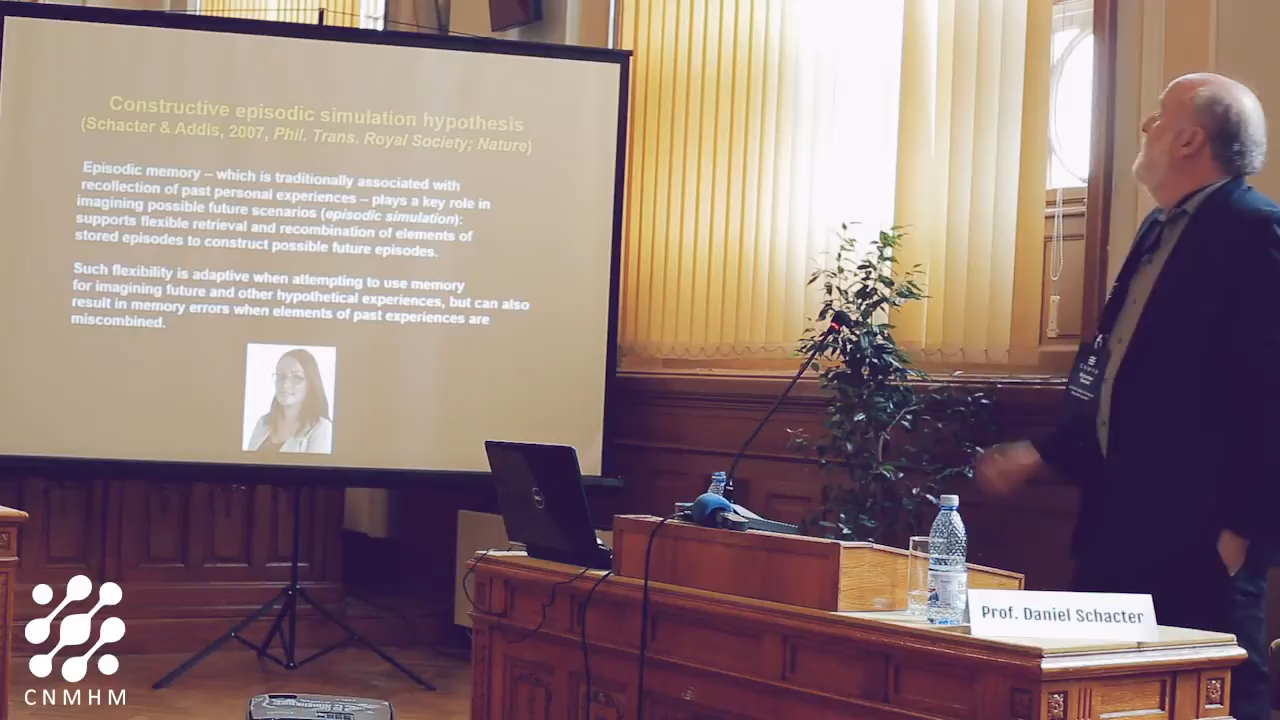 Constructive episodic simulation hypothesis
(Schacter & Addis, 2007, Phil. Trans. Royal Society; Nature)
Episodic memory – which is traditionally associated with
recollection of past personal experiences – plays a key role in
imagining possible future scenarios (episodic simulation):
supports flexible retrieval and recombination of elements of
stored episodes to construct possible future episodes.
Such flexibility is adaptive when attempting to use memory
for imagining future and other hypothetical experiences, but can also
result in memory errors when elements of past experiences are
miscombined.
DELL
CNMHM
Prof. Daniel Schacter
CNMHM